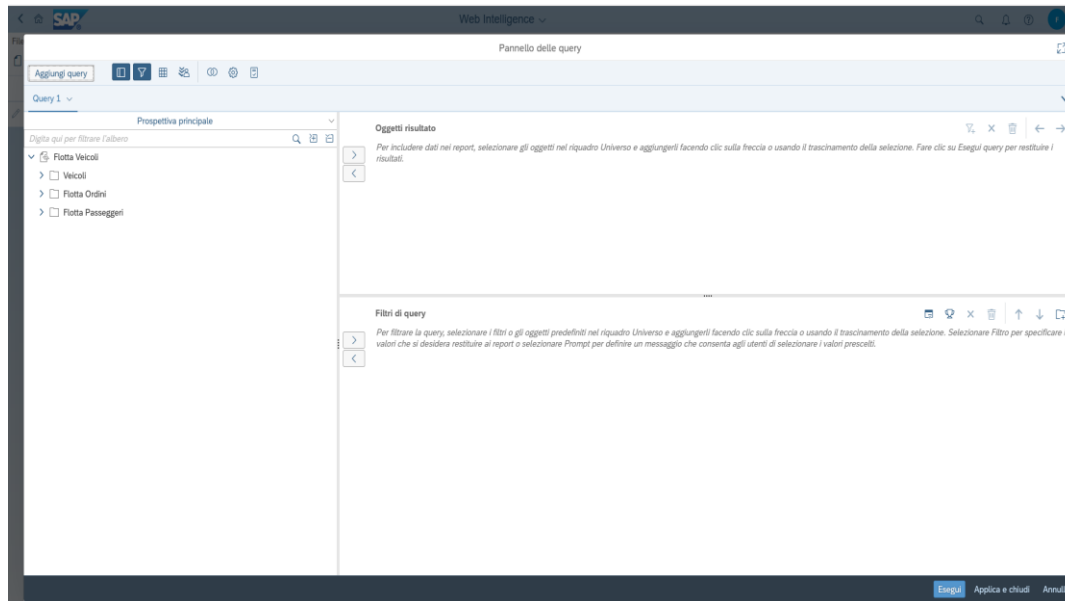 SAP
Web Intelligence
File
Pannello delle query
Aggiungi query
Query 1
Prospettiva principale
Digita qui per filtrare l'albero
Flotta Veicoli
Veicoli
Flotta Ordini
Flotta Passeggeri
Oggetti risultato
Per includere dati nei report, selezionare gli oggetti nel riquadro Universo e aggiungerli facendo clic sulla freccia o usando il trascinamento della selezione. Fare clic su Esegui query per restituire i
risultati.
Filtri di query
Per filtrare la query, selezionare i filtri o gli oggetti predefiniti nel riquadro Universo e aggiungerli facendo clic sulla freccia o usando il trascinamento della selezione. Selezionare Filtro per specificare i
valori che si desidera restituire ai report o selezionare Prompt per definire un messaggio che consenta agli utenti di selezionare i valori prescelti.
Esegui
Applica e chiudi
Annull